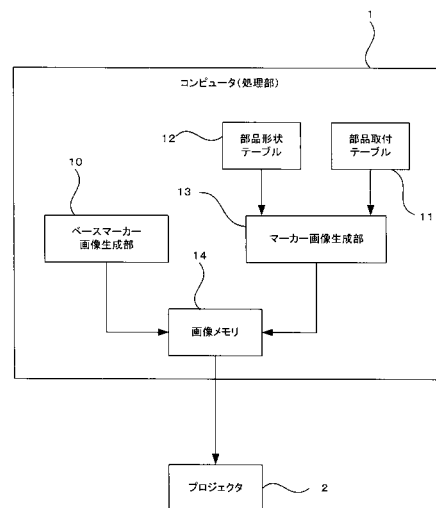 1
コンピュータ(処理部)
12
部品形状
テーブル
部品取付
テーブル
11
10
ベースマーカー
画像生成部
13
マーカー画像生成部
14
画像メモリ
プロジェクタ
2